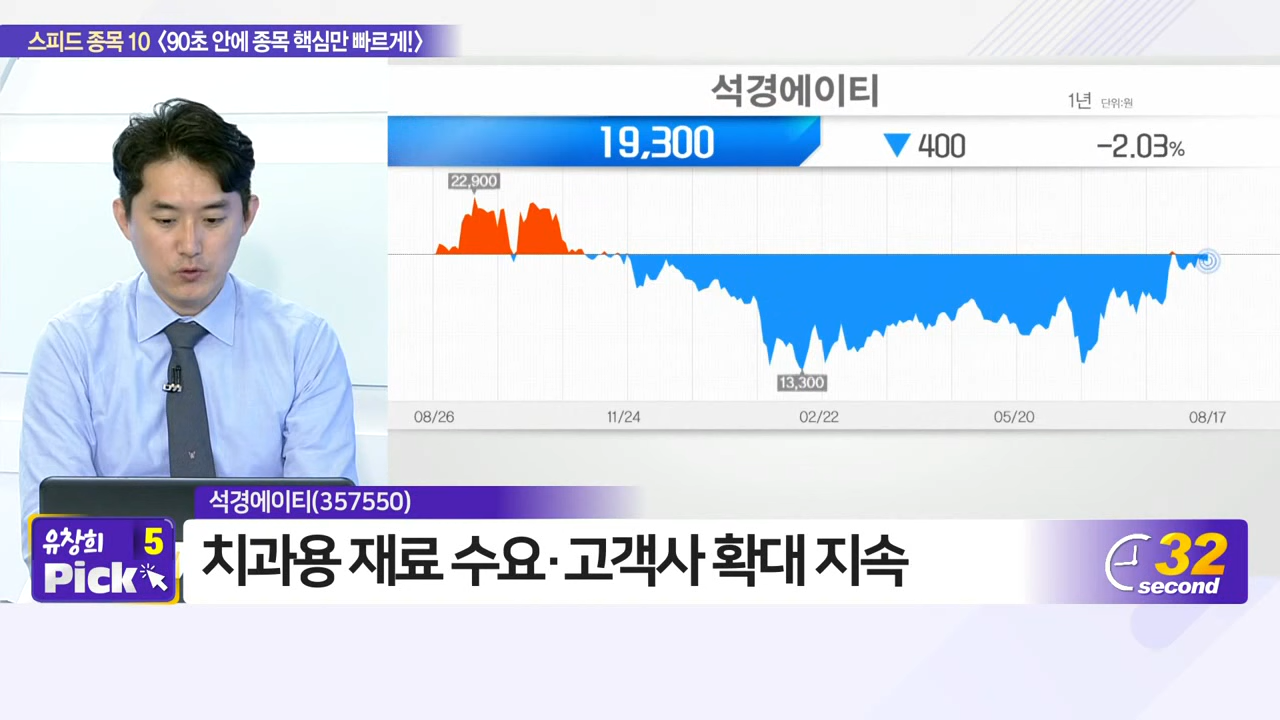 스피드 종목 10 <90초 안에 종목 핵심만 빠르게!>
석경에이티
1년 단위:원
19,300 ▼ 400 -2.03%
22,900
13,300
08/26 11/24 02/22 05/20 08/17
석경에이티(357550)
유창희 5
Pick
치과용 재료 수요·고객사 확대 지속
32
second